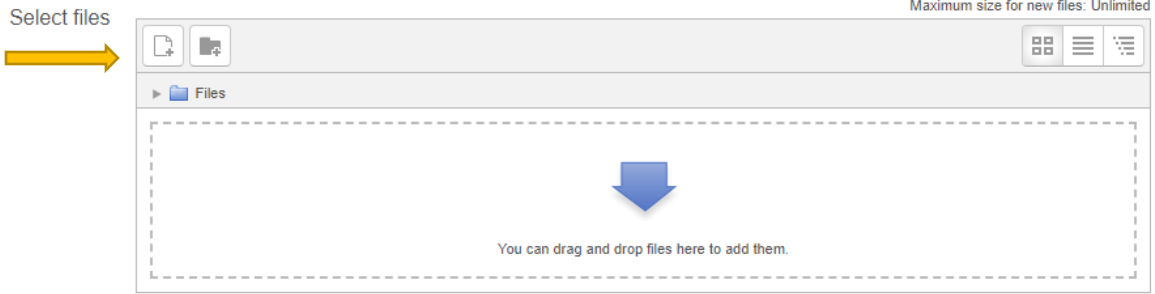 Maximum size for new files: Unlimited
Select files
Files
You can drag and drop files here to add them.